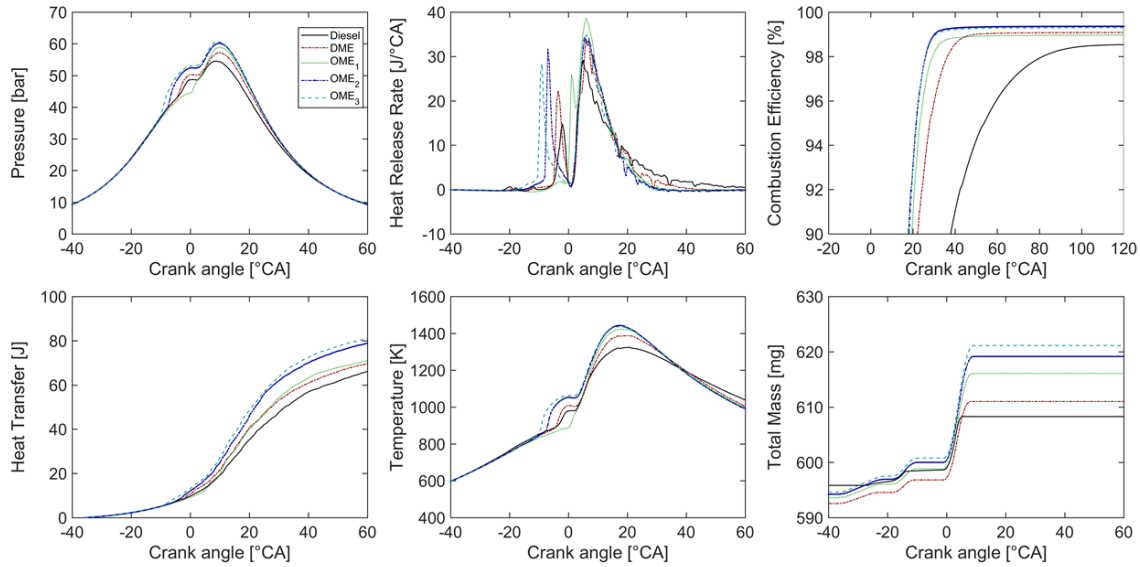 Pressure [bar]
70
60
50
40
30
20
10
0
-40 -20 0 20 40 60
Crank angle [°CA]
Diesel
DME
OME₁
OME₂
OME₃
Heat Release Rate [J/°CA]
40
30
20
10
0
-10
-40 -20 0 20 40 60
Crank angle [°CA]
Combustion Efficiency [%]
100
98
96
94
92
90
-20 0 20 40 60 80 100 120
Crank angle [°CA]
Heat Transfer [J]
100
80
60
40
20
0
-40 -20 0 20 40 60
Crank angle [°CA]
Temperature [K]
1600
1400
1200
1000
800
600
400
-40 -20 0 20 40 60
Crank angle [°CA]
Total Mass [mg]
630
620
610
600
590
-40 -20 0 20 40 60
Crank angle [°CA]